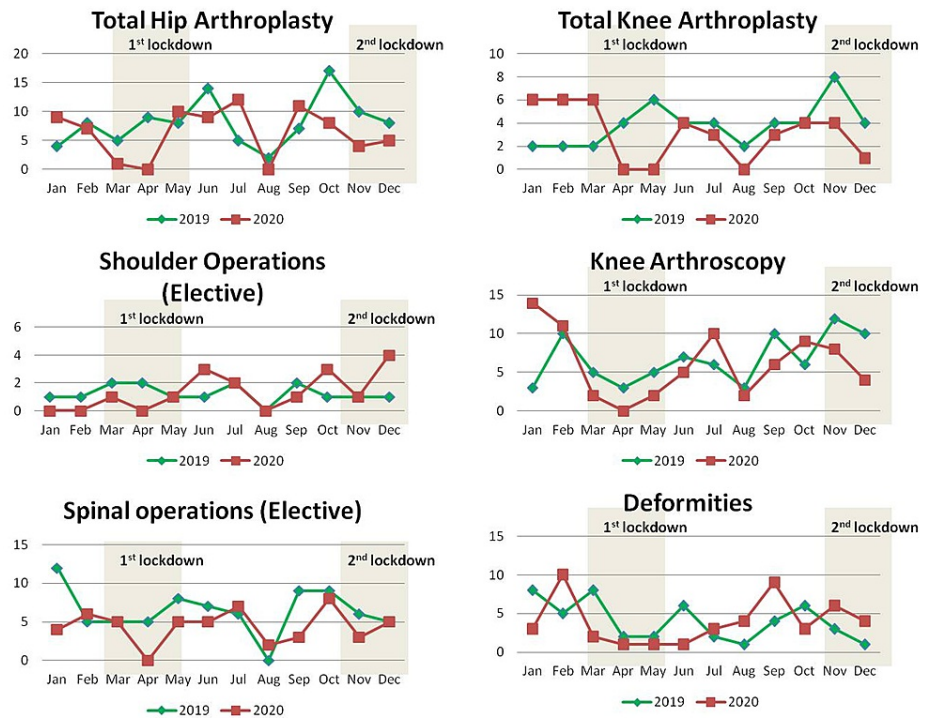 Total Hip Arthroplasty
1st lockdown
2nd lockdown
20
15
10
5
0
Jan Feb Mar Apr May Jun Jul Aug Sep Oct Nov Dec
2019 2020
Total Knee Arthroplasty
1st lockdown
2nd lockdown
10
8
6
4
2
0
Jan Feb Mar Apr May Jun Jul Aug Sep Oct Nov Dec
2019 2020
Shoulder Operations
(Elective)
1st lockdown
2nd lockdown
6
4
2
0
Jan Feb Mar Apr May Jun Jul Aug Sep Oct Nov Dec
2019 2020
Knee Arthroscopy
1st lockdown
2nd lockdown
15
10
5
0
Jan Feb Mar Apr May Jun Jul Aug Sep Oct Nov Dec
2019 2020
Spinal operations (Elective)
1st lockdown
2nd lockdown
15
10
5
0
Jan Feb Mar Apr May Jun Jul Aug Sep Oct Nov Dec
2019 2020
Deformities
1st lockdown
2nd lockdown
15
10
5
0
Jan Feb Mar Apr May Jun Jul Aug Sep Oct Nov Dec
2019 2020